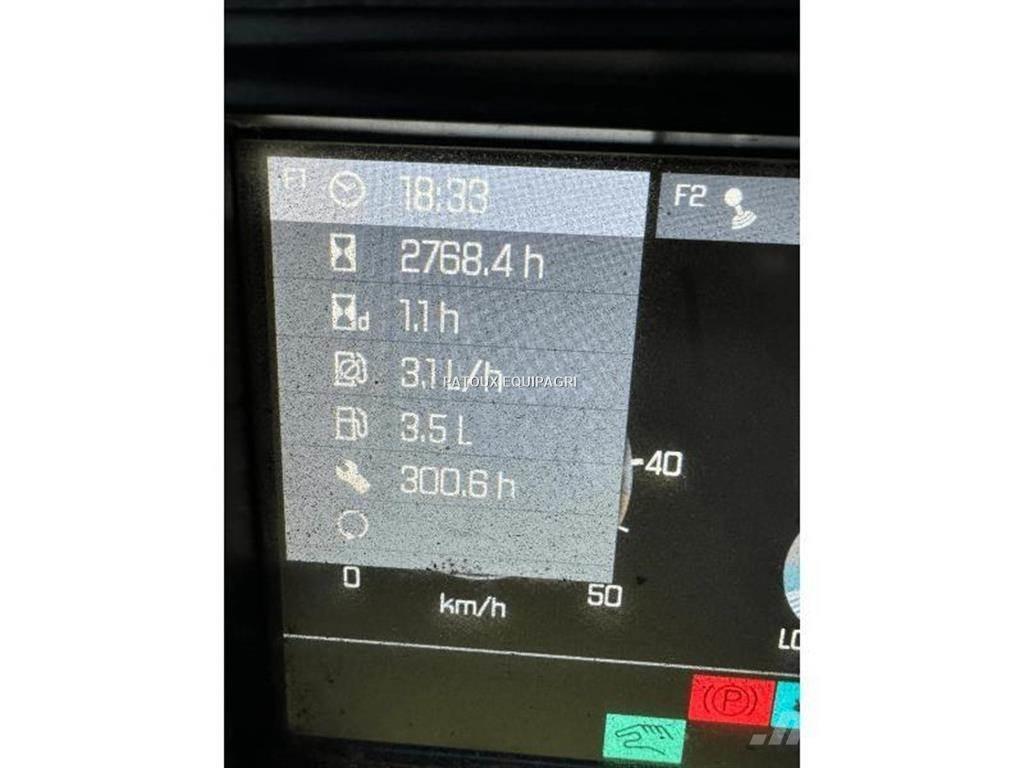 F1 18:33
F2
2768.4 h
1.1 h
d
3.1 L/h
PATOUX EQUIPAGRI
3.5 L
40
300.6 h
0
50
km/h
(P)